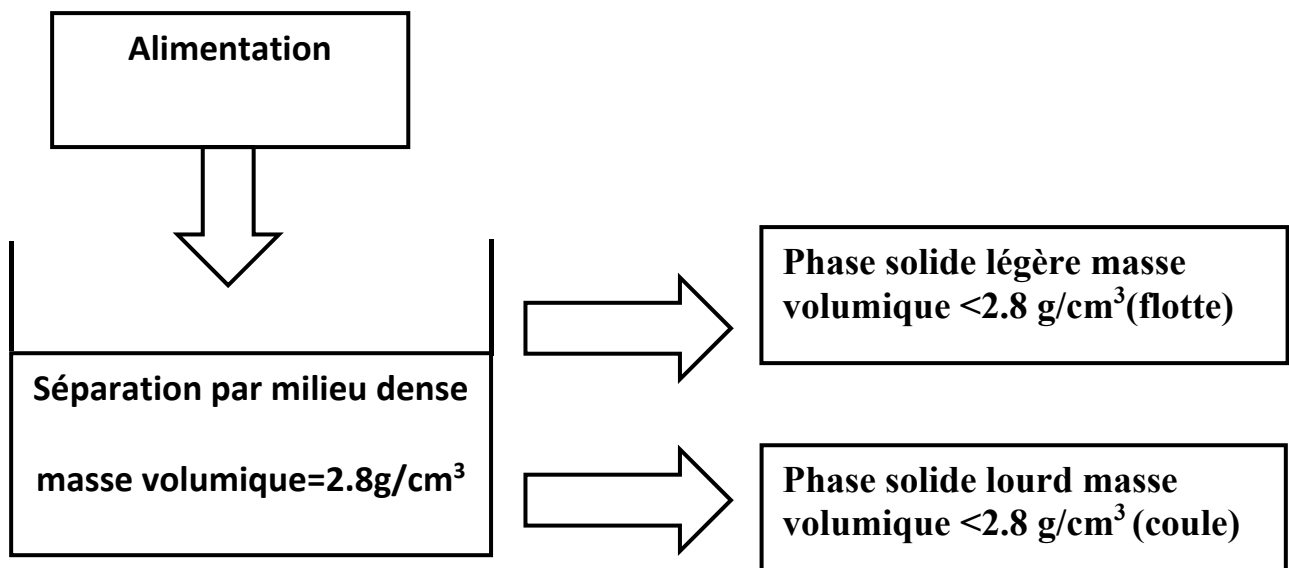 Alimentation
Phase solide légère masse
volumique <2.8 g/cm³(flotte)
Séparation par milieu dense
masse volumique=2.8g/cm³
Phase solide lourd masse
volumique <2.8 g/cm³ (coule)